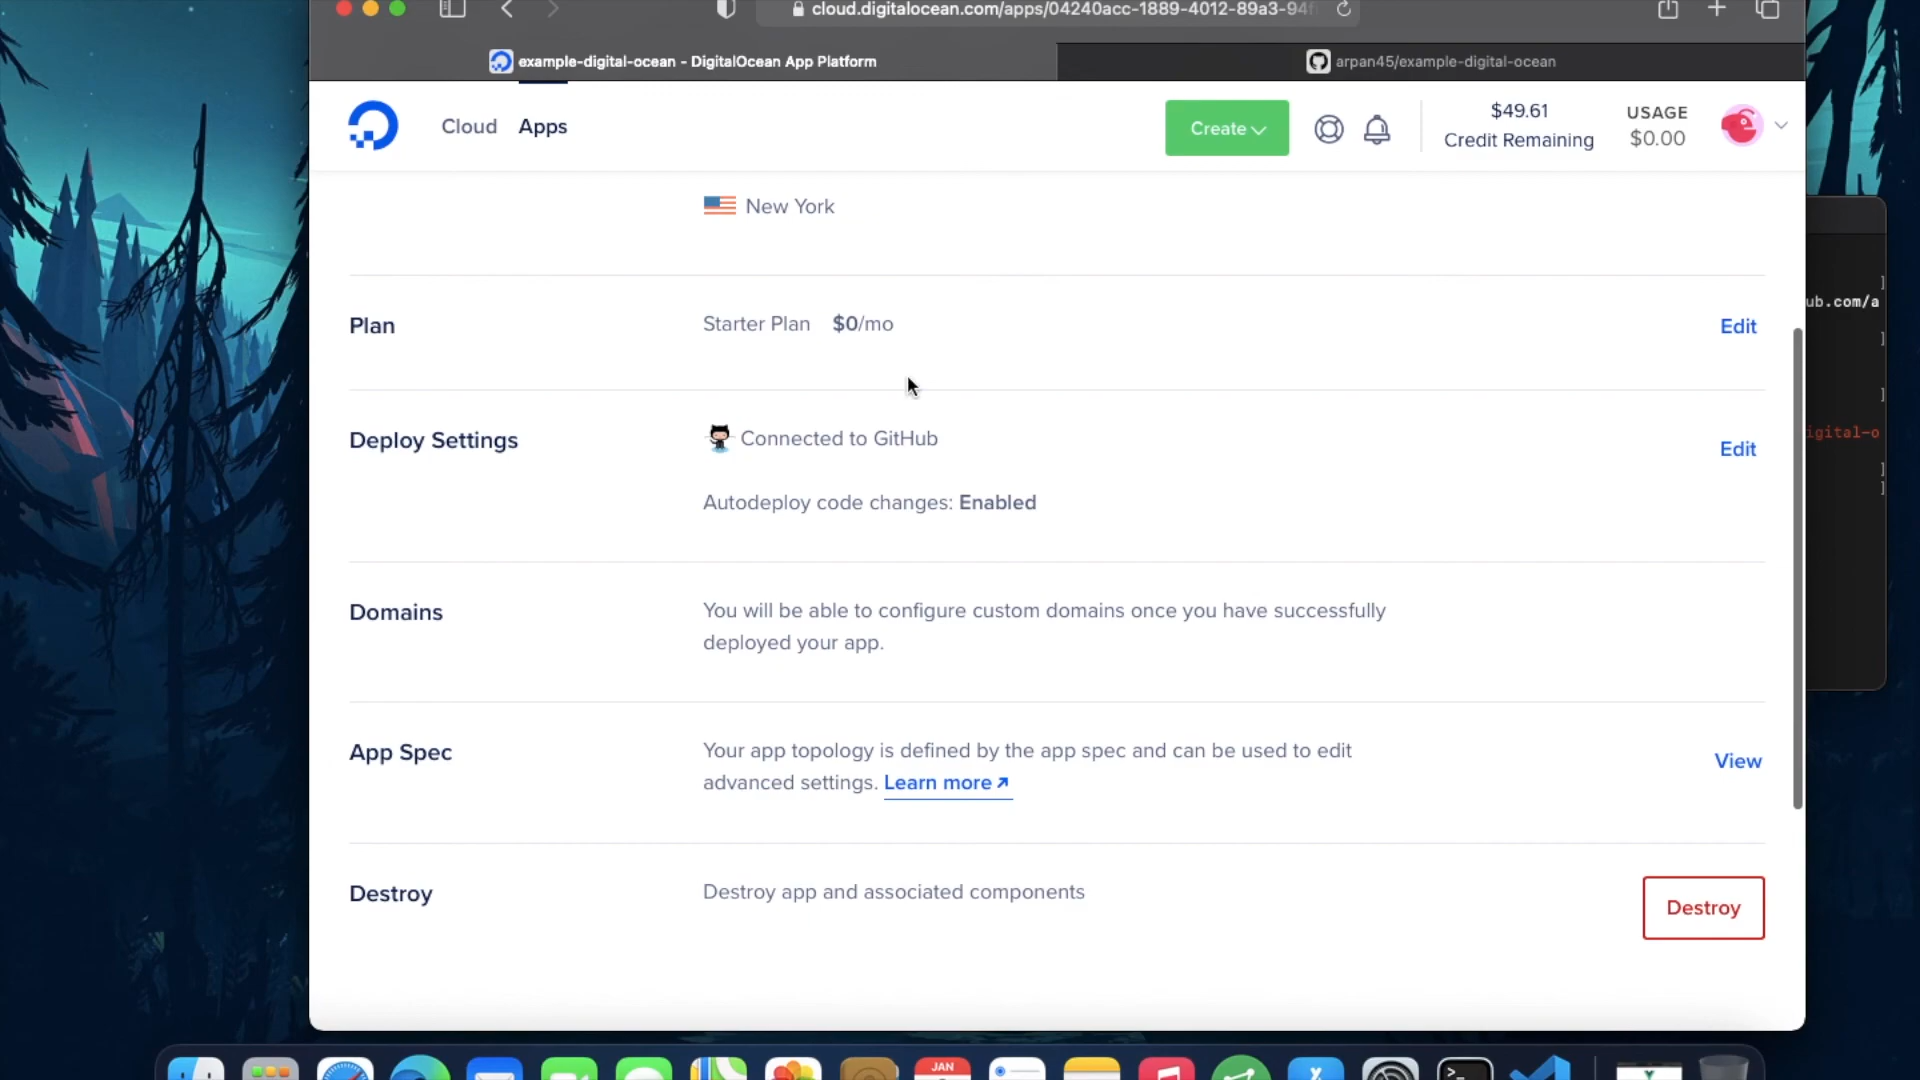 cloud.digitalocean.com/apps/04240acc-1889-4012-89a3-94f
example-digital-ocean - DigitalOcean App Platform
arpan45/example-digital-ocean
Cloud
Apps
Create
$49.61
Credit Remaining
USAGE
$0.00
New York
Plan
Starter Plan $0/mo
Edit
Deploy Settings
Connected to GitHub
Edit
Autodeploy code changes: Enabled
Domains
You will be able to configure custom domains once you have successfully
deployed your app.
App Spec
Your app topology is defined by the app spec and can be used to edit
advanced settings. Learn more
View
Destroy
Destroy app and associated components
Destroy
]
ub.com/a
]
]
igital-o
]
]
JAN